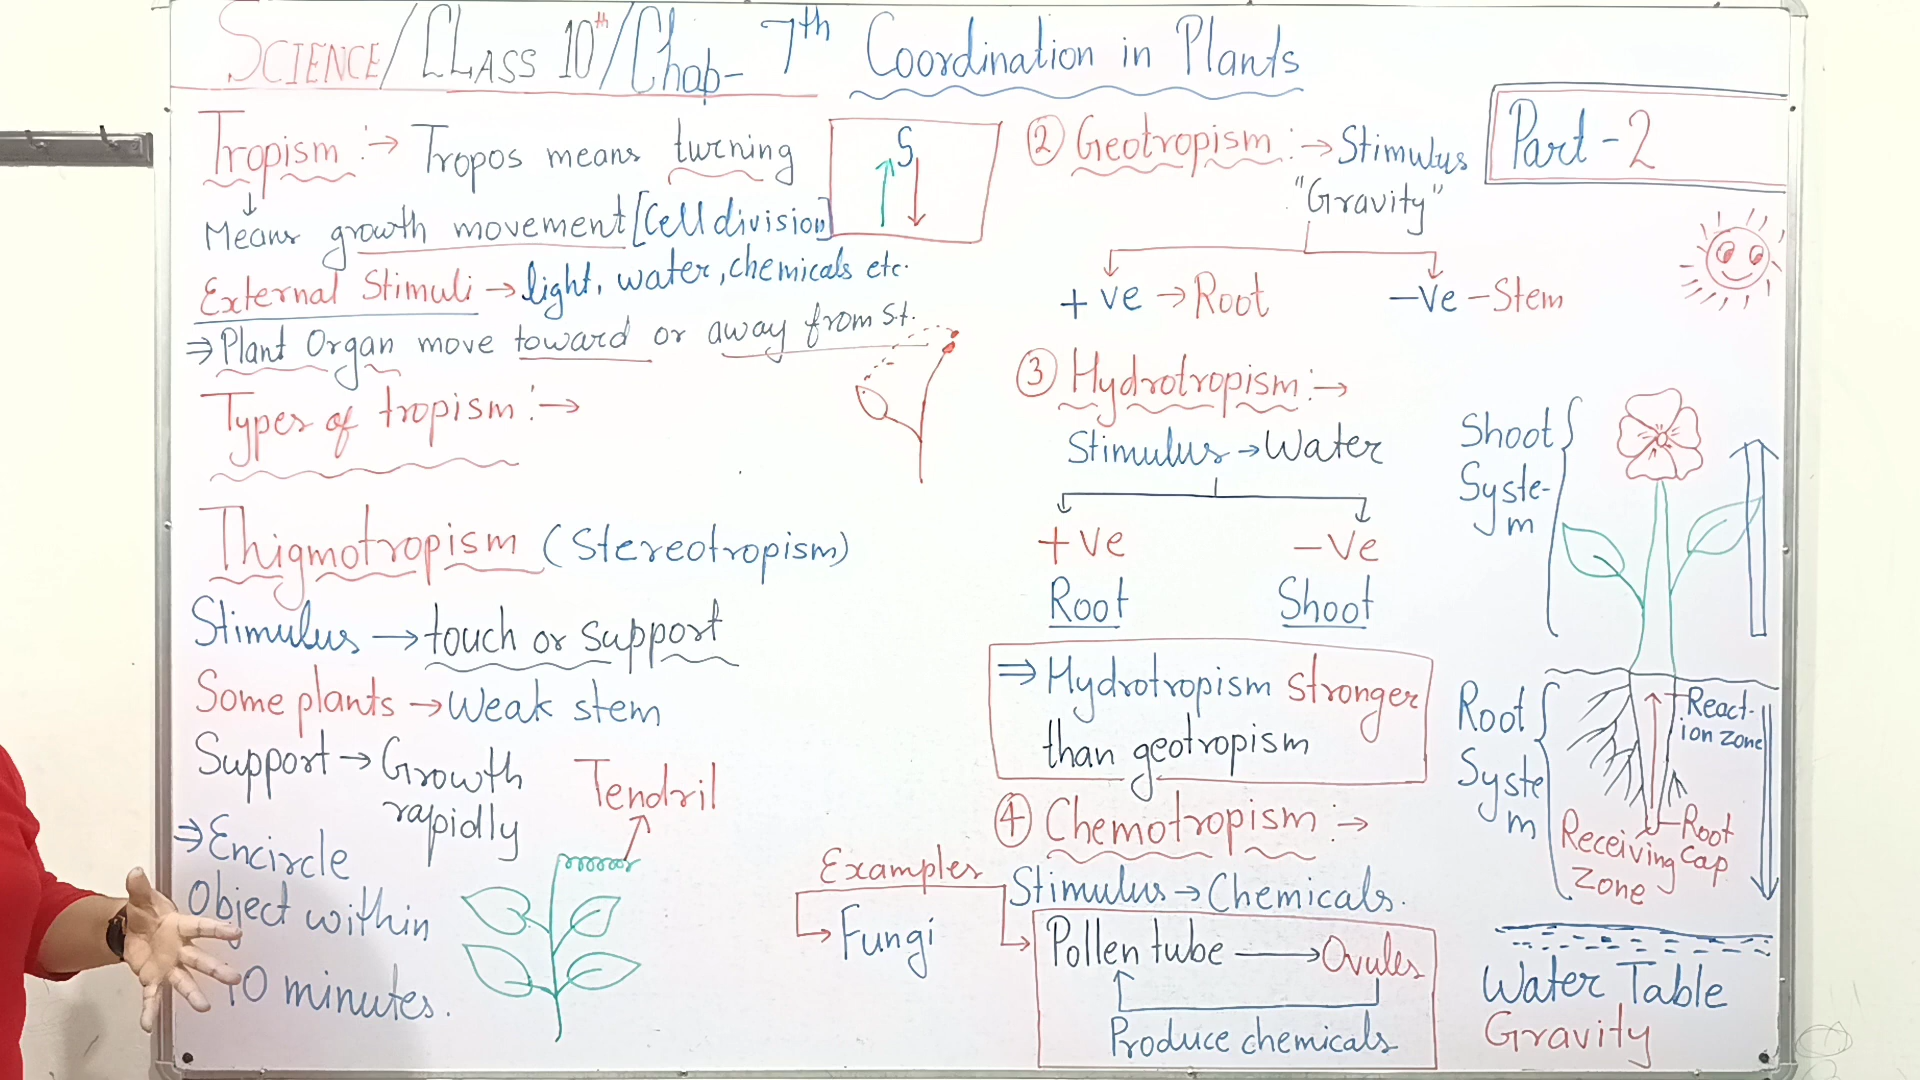 SCIENCE/CLASS 10th/Chap- 7th Coordination in Plants
Part-2
Tropism :→ Tropos means turning
Means growth movement [Cell division]
S
External Stimuli → light, water, chemicals etc.
⇒ Plant Organ move toward or away from St.
Types of tropism :→
Thigmotropism (Stereotropism)
Stimulus → touch or support
Some plants → Weak stem
Support → Growth
rapidly
⇒ Encircle
Object within
10 minutes.
Tendril
② Geotropism :→ Stimulus
"Gravity"
+ve → Root
-Ve - Stem
③ Hydrotropism :→
Stimulus → Water
+ve
-Ve
Root
Shoot
⇒ Hydrotropism stronger
than geotropism
④ Chemotropism :→
Stimulus → Chemicals.
Examples
Fungi
Pollen tube → Ovules
Produce chemicals
Shoot
Syste-
m
Root
Syste
m
React-
ion zone
Root
Cap
Receiving
Zone
Water Table
Gravity